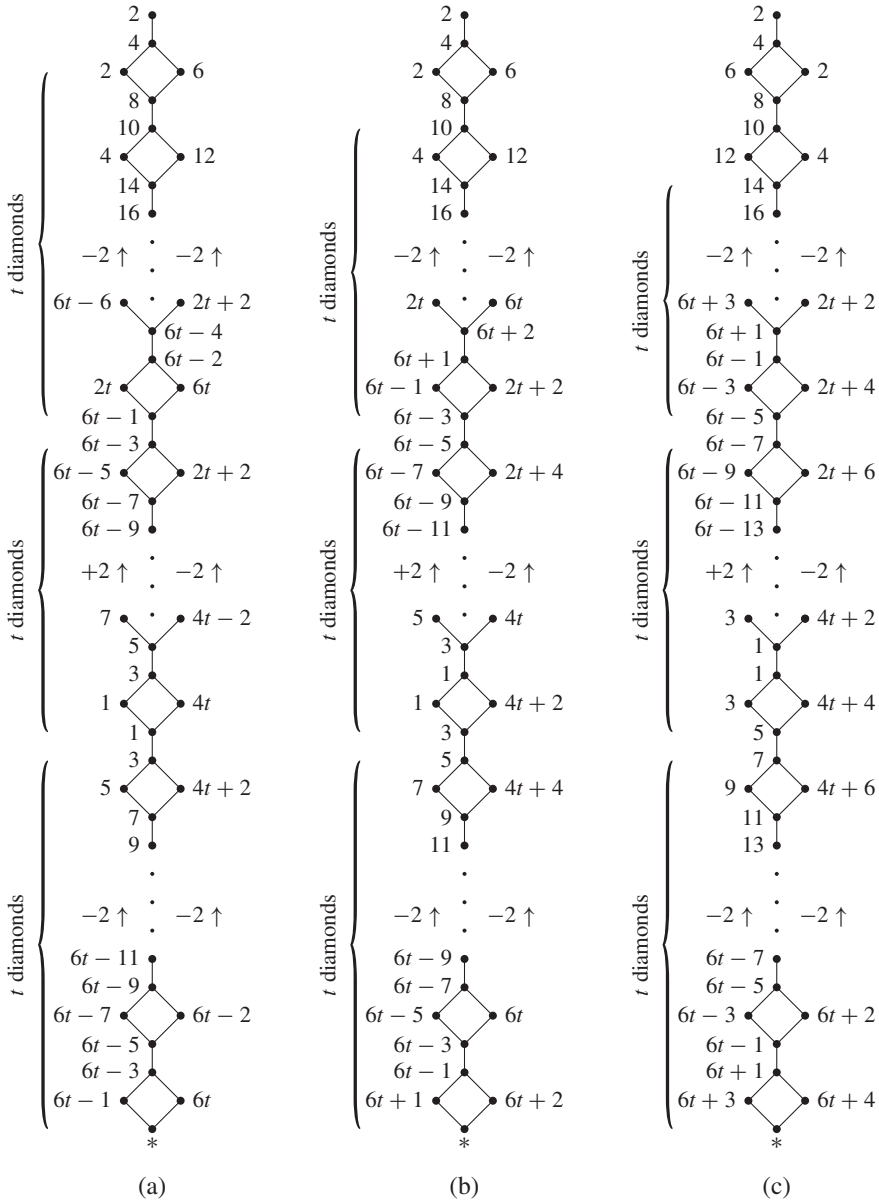 2
4
2 6
8
10
4 12
14
16
t diamonds
−2 ↑ −2 ↑
6t − 6 2t + 2
6t − 4
6t − 2
2t 6t
6t − 1
6t − 3
6t − 5 2t + 2
6t − 7
6t − 9
t diamonds
+2 ↑ −2 ↑
7 4t − 2
5
3
1 4t
1
3
5 4t + 2
7
9
t diamonds
−2 ↑ −2 ↑
6t − 11
6t − 9
6t − 7 6t − 2
6t − 5
6t − 3
6t − 1 6t
*
(a)
2
4
2 6
8
10
4 12
14
16
t diamonds
−2 ↑ −2 ↑
2t 6t
6t + 2
6t + 1
6t − 1 2t + 2
6t − 3
6t − 5
6t − 7 2t + 4
6t − 9
6t − 11
t diamonds
+2 ↑ −2 ↑
5 4t
3
1
1 4t + 2
3
5
7 4t + 4
9
11
t diamonds
−2 ↑ −2 ↑
6t − 9
6t − 7
6t − 5 6t
6t − 3
6t − 1
6t + 1 6t + 2
*
(b)
2
4
6 2
8
10
12 4
14
16
t diamonds
−2 ↑ −2 ↑
6t + 3 2t + 2
6t + 1
6t − 1
6t − 3 2t + 4
6t − 5
6t − 7
6t − 9 2t + 6
6t − 11
6t − 13
t diamonds
+2 ↑ −2 ↑
3 4t + 2
1
1
3 4t + 4
5
7
9 4t + 6
11
13
t diamonds
−2 ↑ −2 ↑
6t − 7
6t − 5
6t − 3 6t + 2
6t − 1
6t + 1
6t + 3 6t + 4
*
(c)